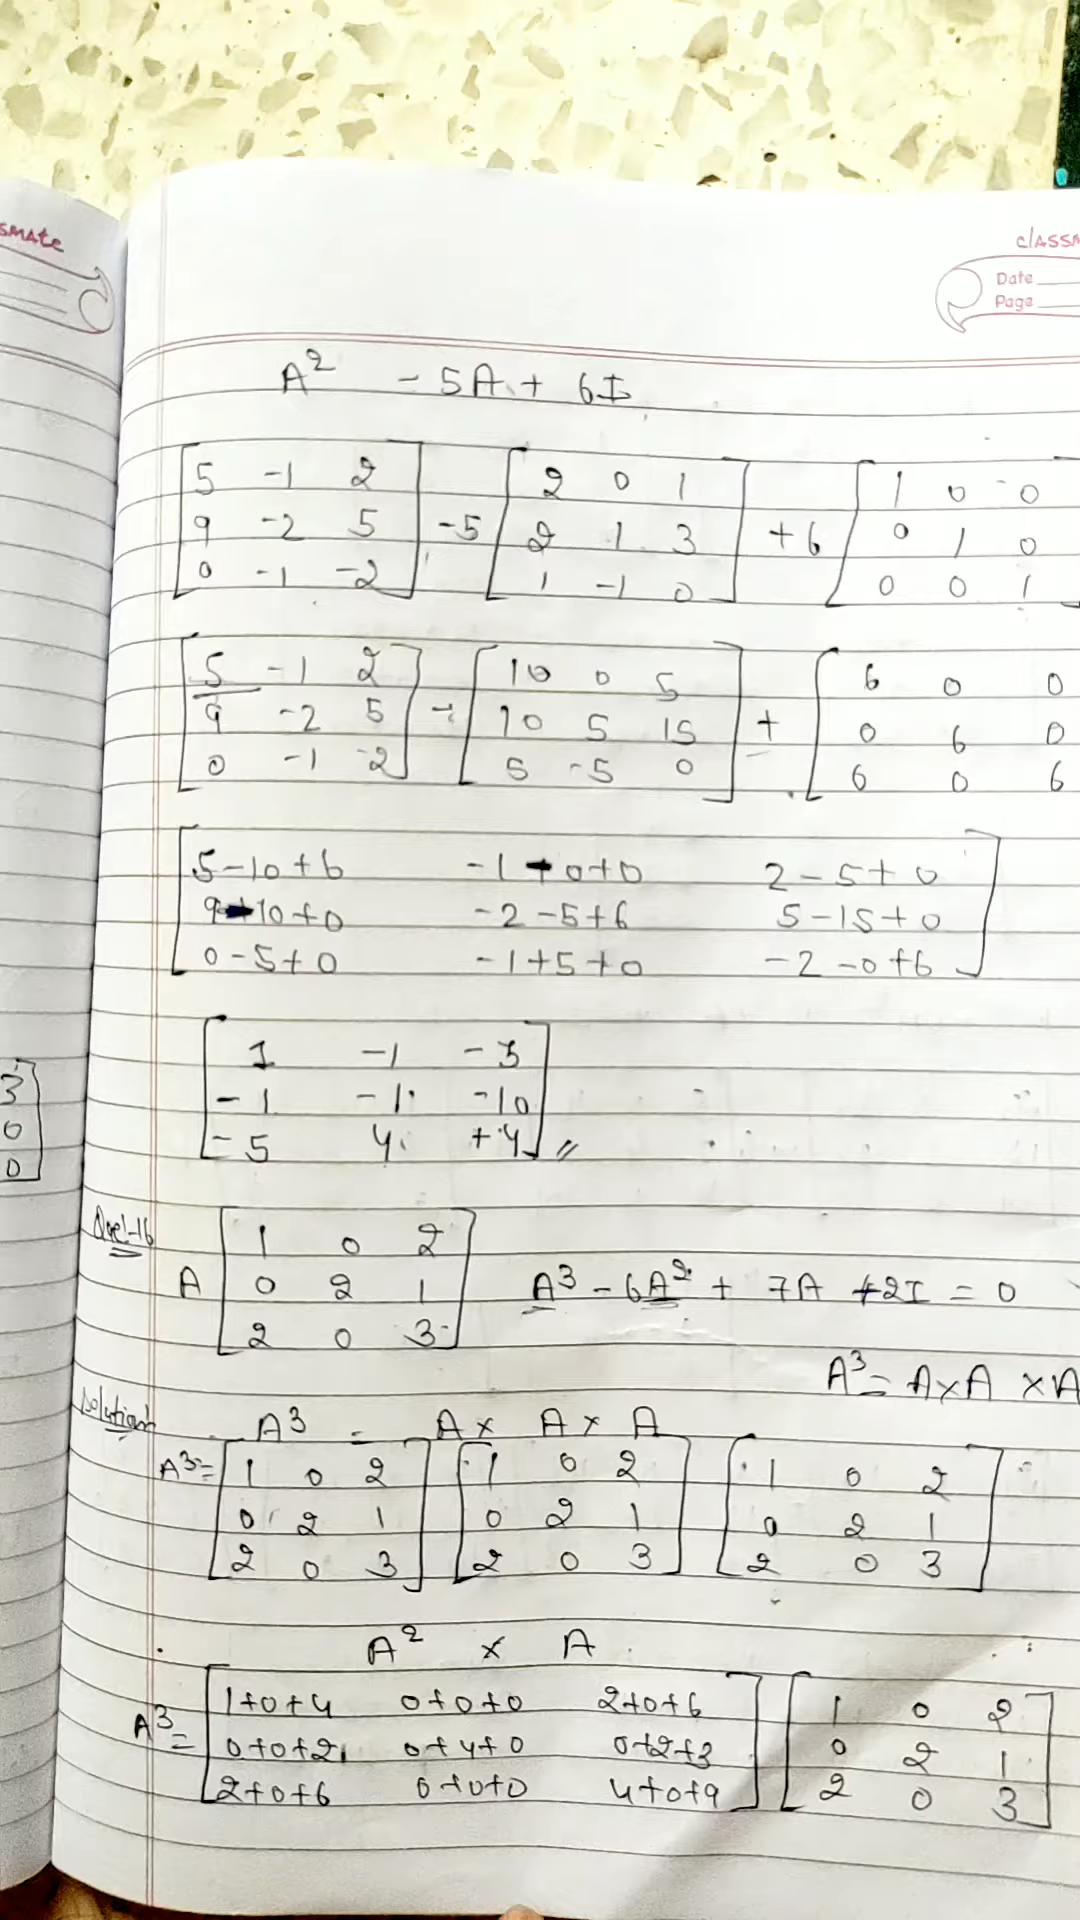 SMAte
classm
Date
Page
A² - 5A + 6I
[5 -1 2] [2 0 1] [1 0 0]
[9 -2 5] -5 [2 1 3] +6 [0 1 0]
[0 -1 -2] [1 -1 0] [0 0 1]
[5 -1 2] [10 0 5] [6 0 0]
[9 -2 5] - [10 5 15] + [0 6 0]
[0 -1 -2] [5 -5 0] [6 0 6]
[5-10+6 -1-0+0 2-5+0]
[9-10+0 -2-5+6 5-15+0]
[0-5+0 -1+5+0 -2-0+6]
[1 -1 -3]
[-1 -1 -10]
[-5 4 +4] //
3
0
0
Que-16
[1 0 2]
A [0 2 1] A³ - 6A² + 7A + 2I = 0
[2 0 3]
A³ = A×A ×A
Solution
A³ = A× A× A
A³= [1 0 2] [1 0 2] [1 0 2]
[0 2 1] [0 2 1] [0 2 1]
[2 0 3] [2 0 3] [2 0 3]
A² × A
[1+0+4 0+0+0 2+0+6] [1 0 2]
A³= [0+0+2 0+4+0 0+2+3] [0 2 1]
[2+0+6 0+0+0 4+0+9] [2 0 3]